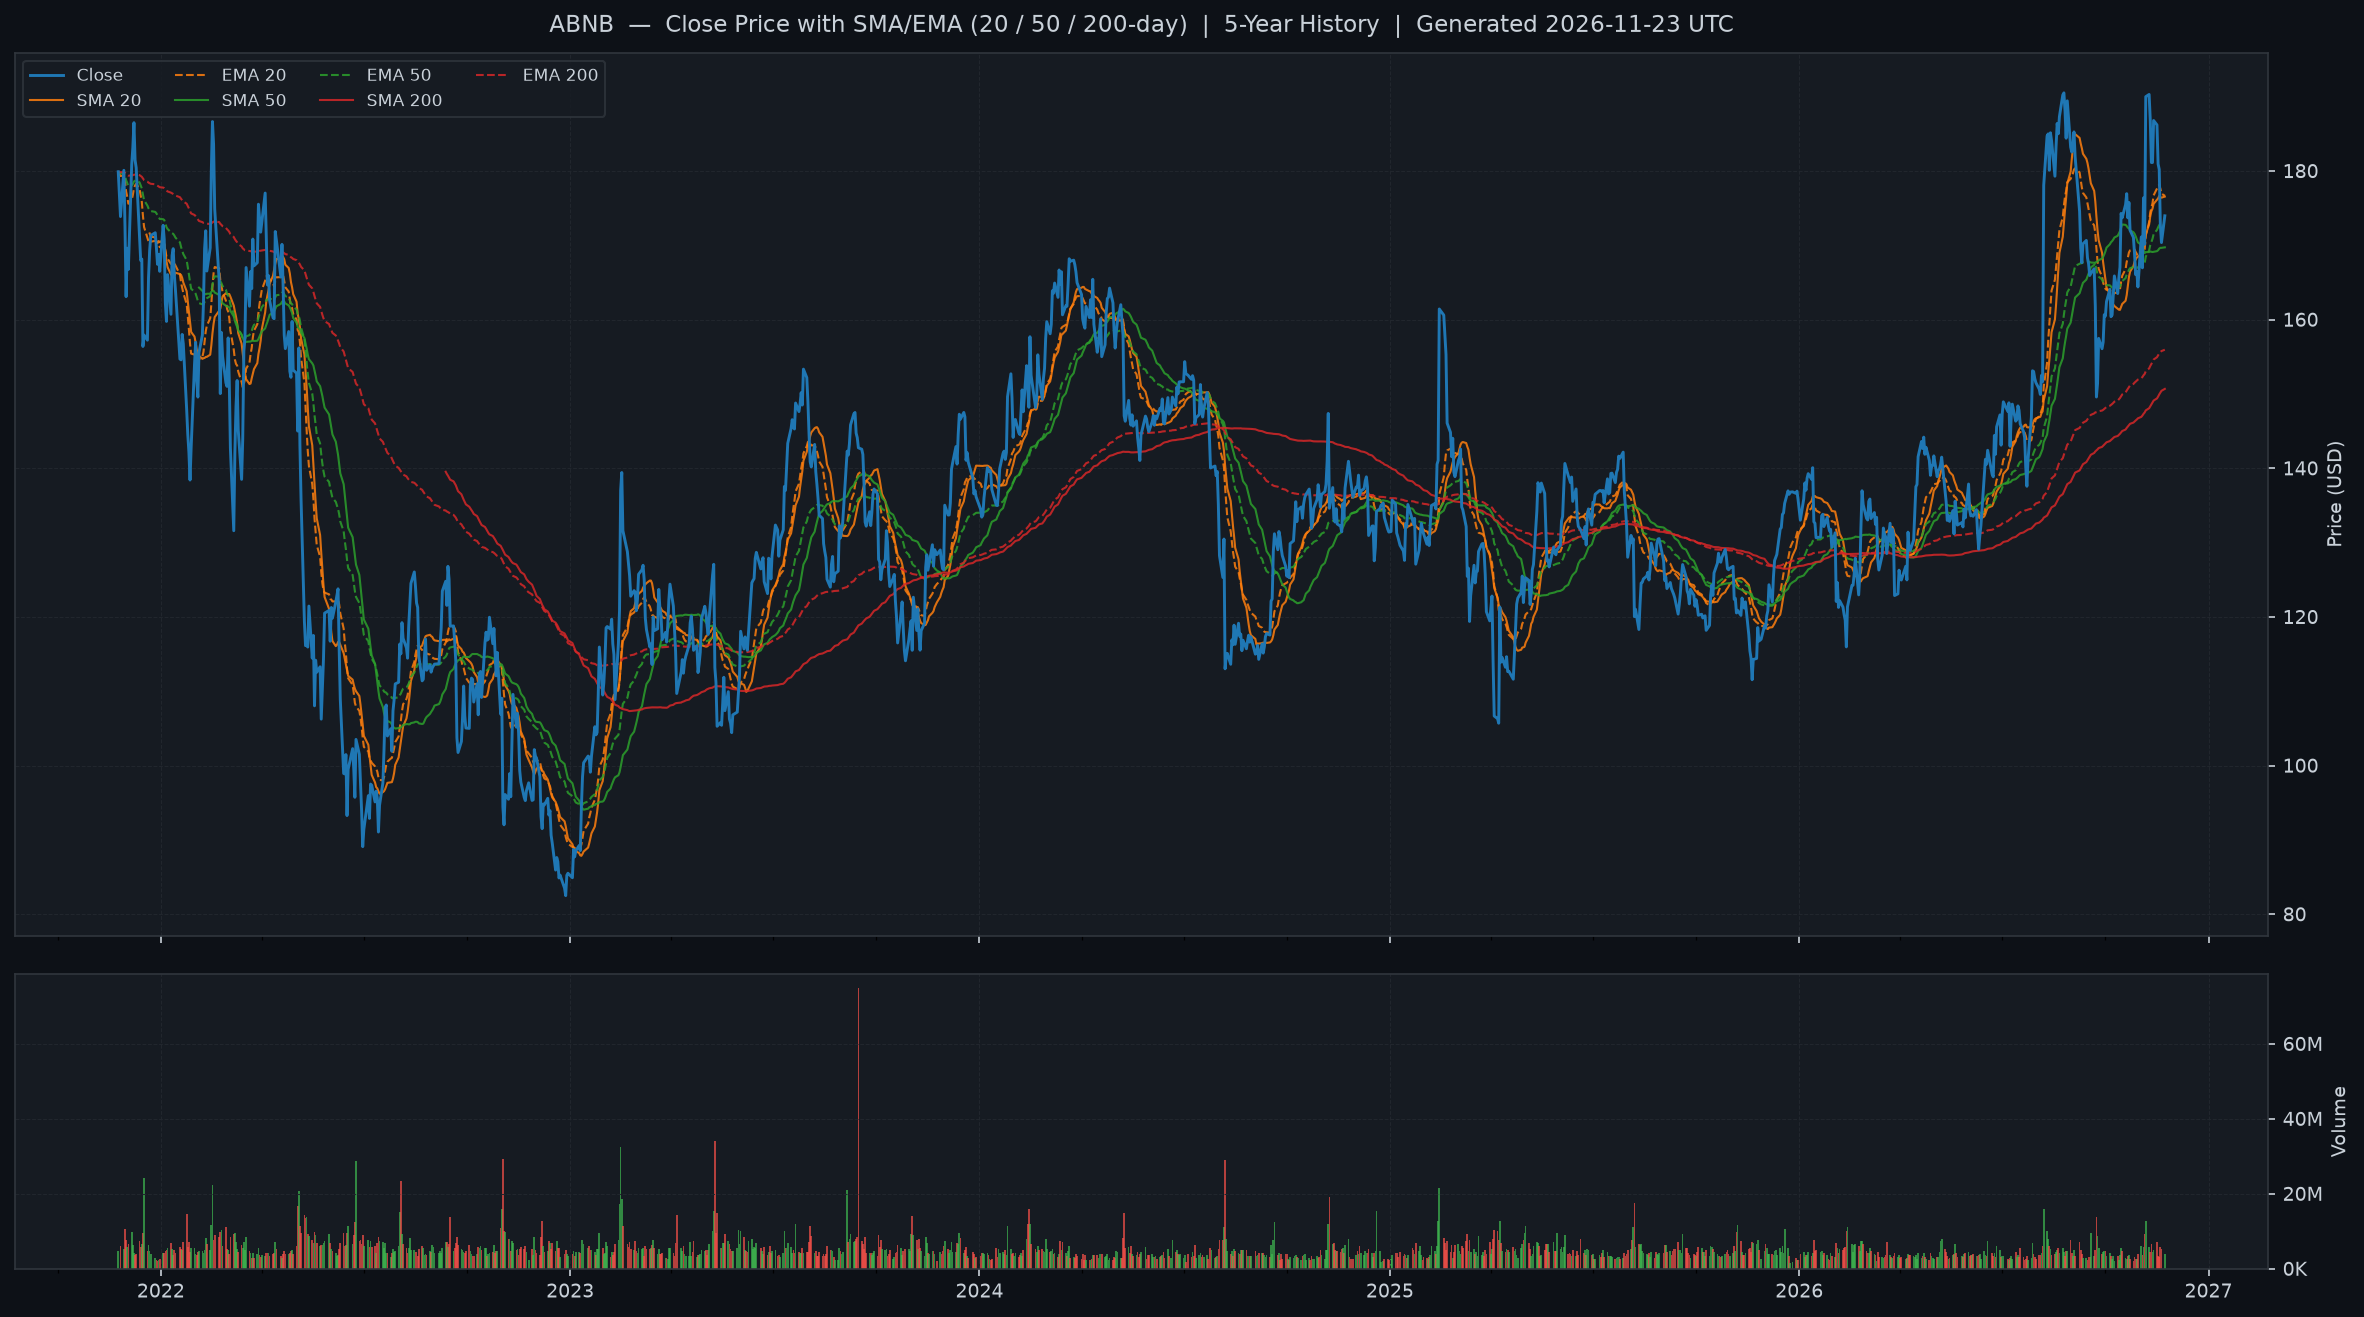 ABNB — Close Price with SMA/EMA (20 / 50 / 200-day) | 5-Year History | Generated 2026-11-23 UTC
Close EMA 20 EMA 50 EMA 200
SMA 20 SMA 50 SMA 200
180
160
140
120
100
80
Price (USD)
60M
40M
20M
0K
Volume
2022 2023 2024 2025 2026 2027